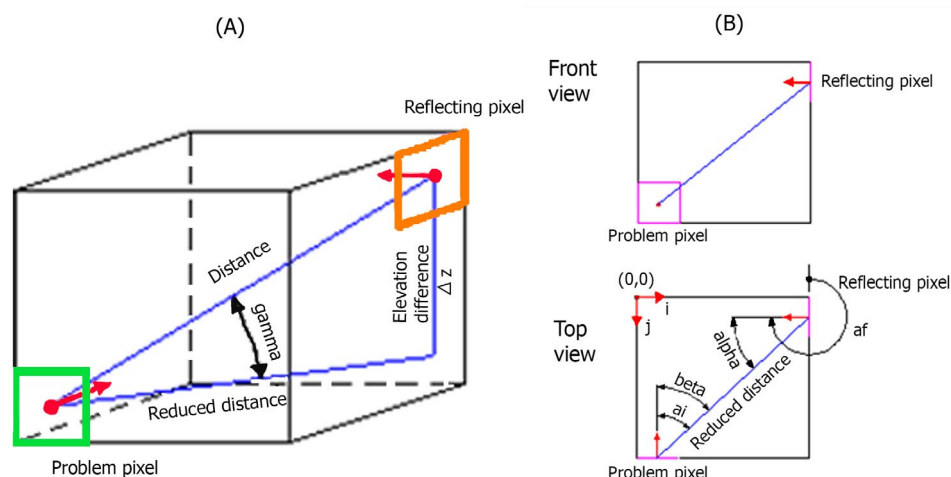 (A)
Reflecting pixel
Distance
gamma
Elevation
difference
Δz
Reduced distance
Problem pixel
(B)
Front
view
Reflecting pixel
Problem pixel
(0,0)
i
j
Reflecting pixel
af
Top
view
alpha
beta
ai
Reduced distance
Problem pixel